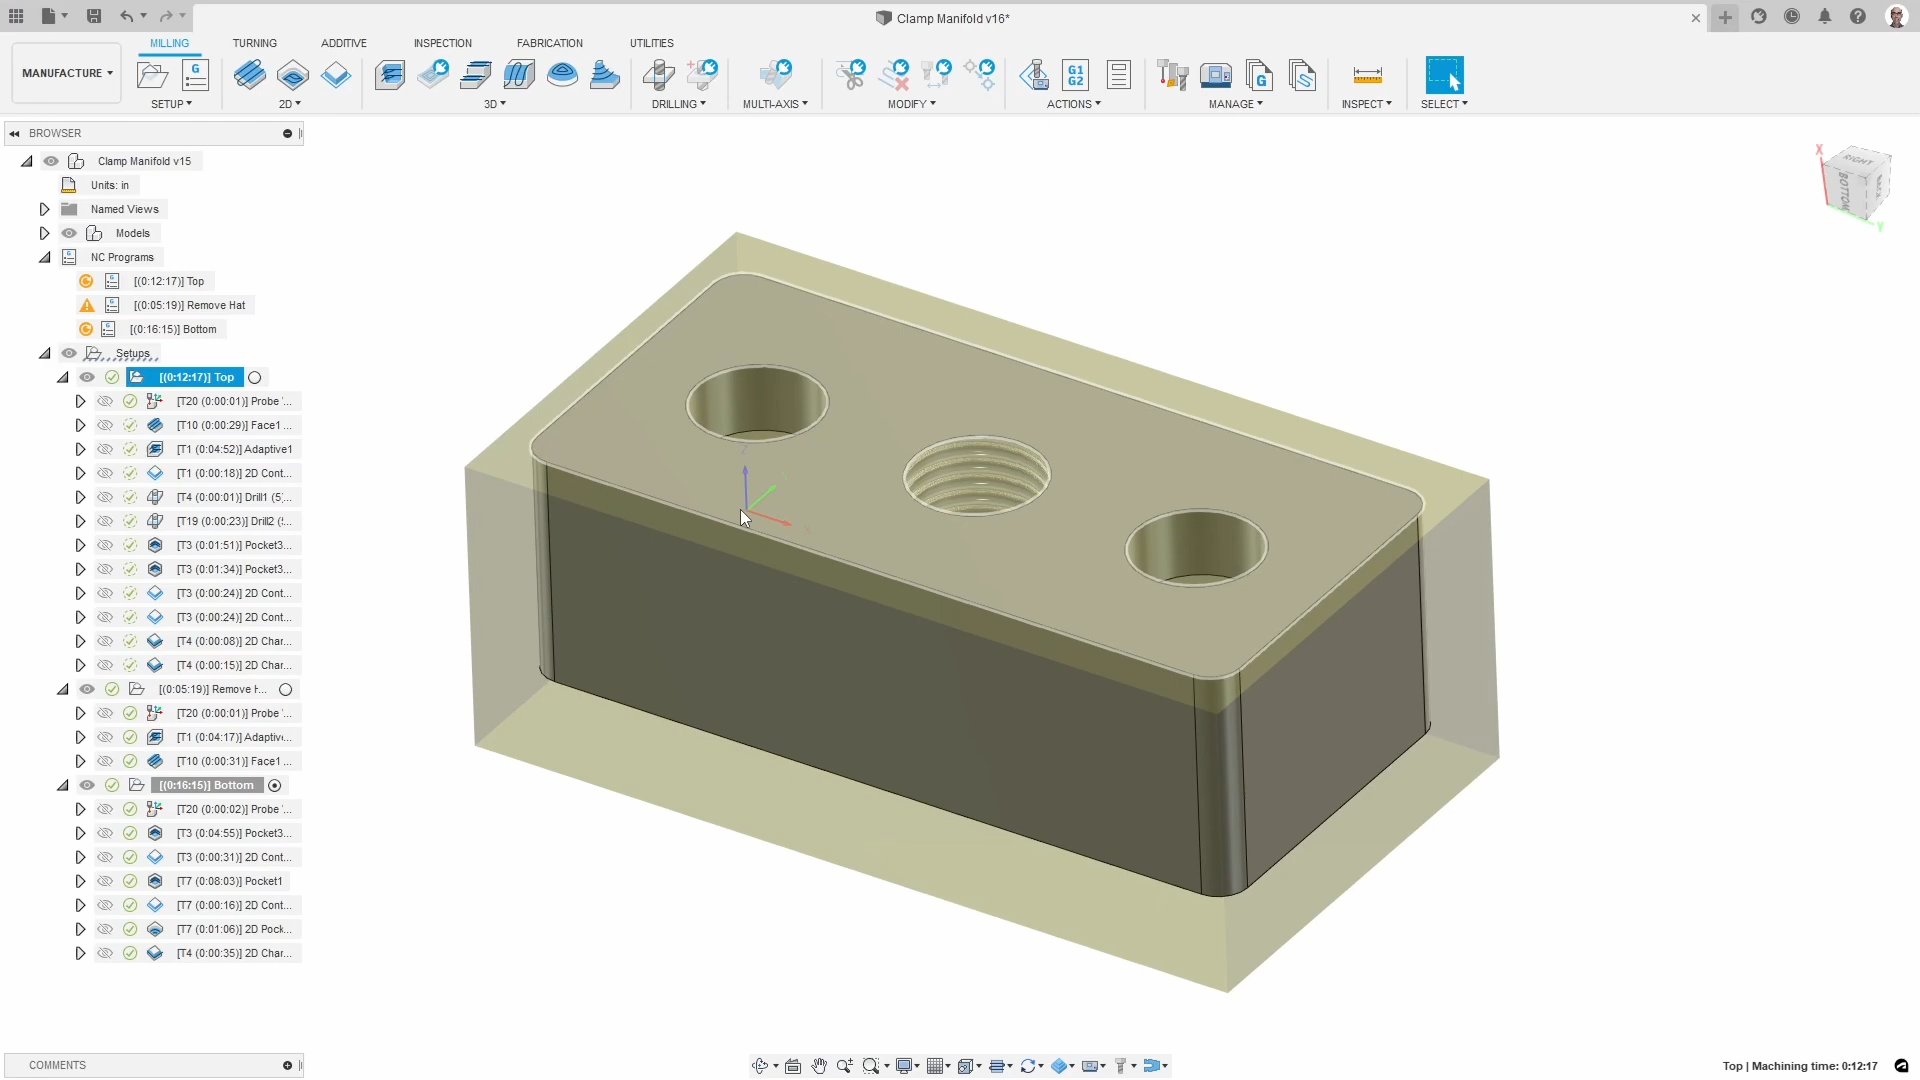 Clamp Manifold v16*
MANUFACTURE
MILLING
TURNING
ADDITIVE
INSPECTION
FABRICATION
UTILITIES
G
G1
G2
G
SETUP
2D
3D
DRILLING
MULTI-AXIS
MODIFY
ACTIONS
MANAGE
INSPECT
SELECT
BROWSER
Clamp Manifold v15
Units: in
Named Views
Models
NC Programs
[(0:12:17)] Top
[(0:05:19)] Remove Hat
[(0:16:15)] Bottom
Setups
[(0:12:17)] Top
[T20 (0:00:01)] Probe '...
[T10 (0:00:29)] Face1 ...
[T1 (0:04:52)] Adaptive1
[T1 (0:00:18)] 2D Cont...
[T4 (0:00:01)] Drill1 (5)...
[T19 (0:00:23)] Drill2 (5...
[T3 (0:01:51)] Pocket3...
[T3 (0:01:34)] Pocket3...
[T3 (0:00:24)] 2D Cont...
[T3 (0:00:24)] 2D Cont...
[T4 (0:00:08)] 2D Cham...
[T4 (0:00:15)] 2D Cham...
[(0:05:19)] Remove H...
[T20 (0:00:01)] Probe '...
[T1 (0:04:17)] Adaptiv...
[T10 (0:00:31)] Face1 ...
[(0:16:15)] Bottom
[T20 (0:00:02)] Probe '...
[T3 (0:04:55)] Pocket3...
[T3 (0:00:31)] 2D Cont...
[T7 (0:08:03)] Pocket1
[T7 (0:00:16)] 2D Cont...
[T7 (0:01:06)] 2D Pock...
[T4 (0:00:35)] 2D Cham...
X
RIGHT
BOTTOM
Y
Z
COMMENTS
Top | Machining time: 0:12:17